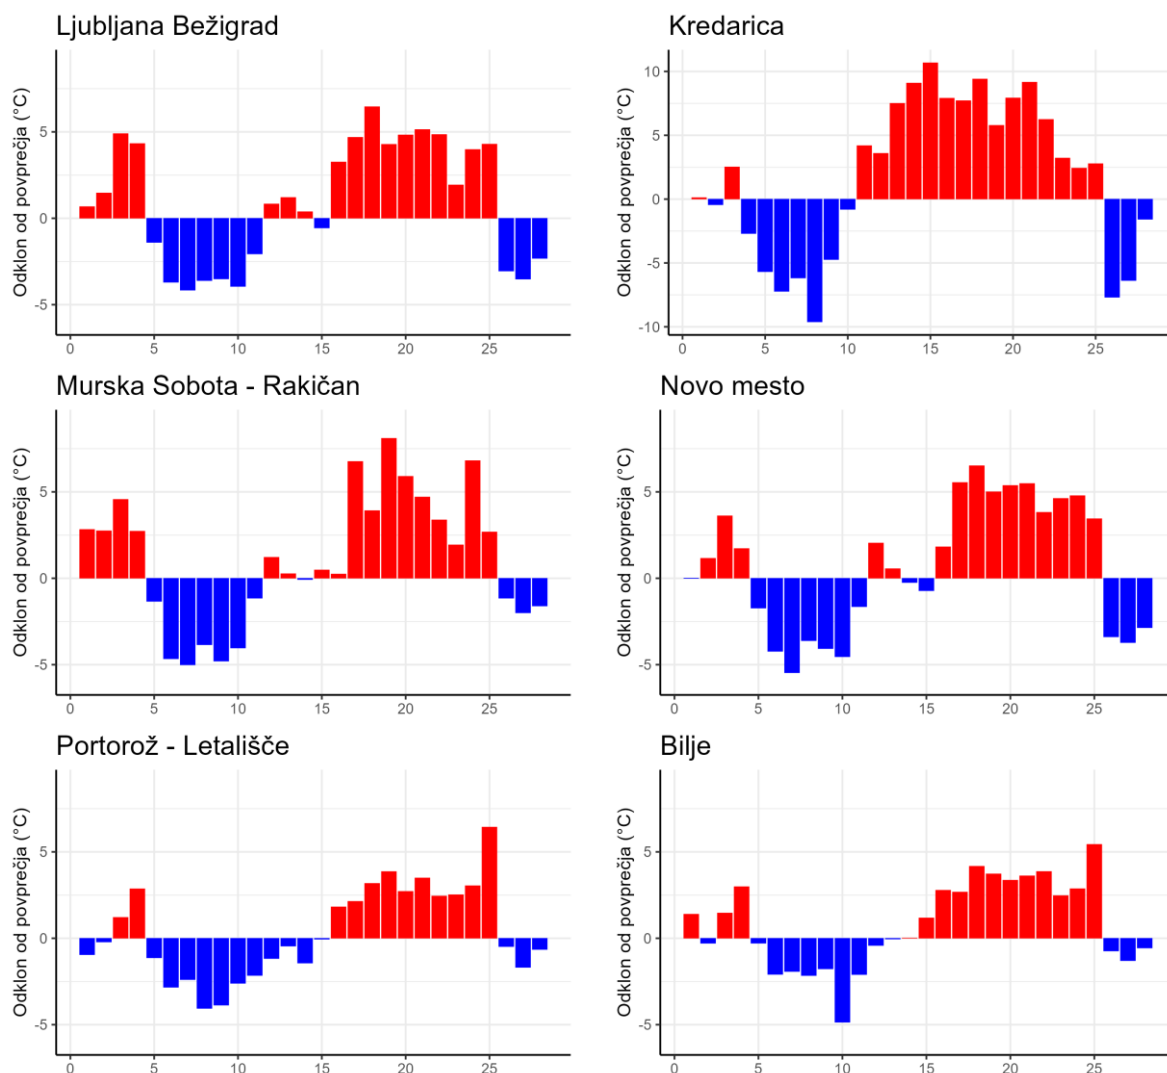 Ljubljana Bežigrad
Odklon od povprečja (°C)
5
0
-5
0 5 10 15 20 25
Kredarica
Odklon od povprečja (°C)
10
5
0
-5
-10
0 5 10 15 20 25
Murska Sobota - Rakičan
Odklon od povprečja (°C)
5
0
-5
0 5 10 15 20 25
Novo mesto
Odklon od povprečja (°C)
5
0
-5
0 5 10 15 20 25
Portorož - Letališče
Odklon od povprečja (°C)
5
0
-5
0 5 10 15 20 25
Bilje
Odklon od povprečja (°C)
5
0
-5
0 5 10 15 20 25